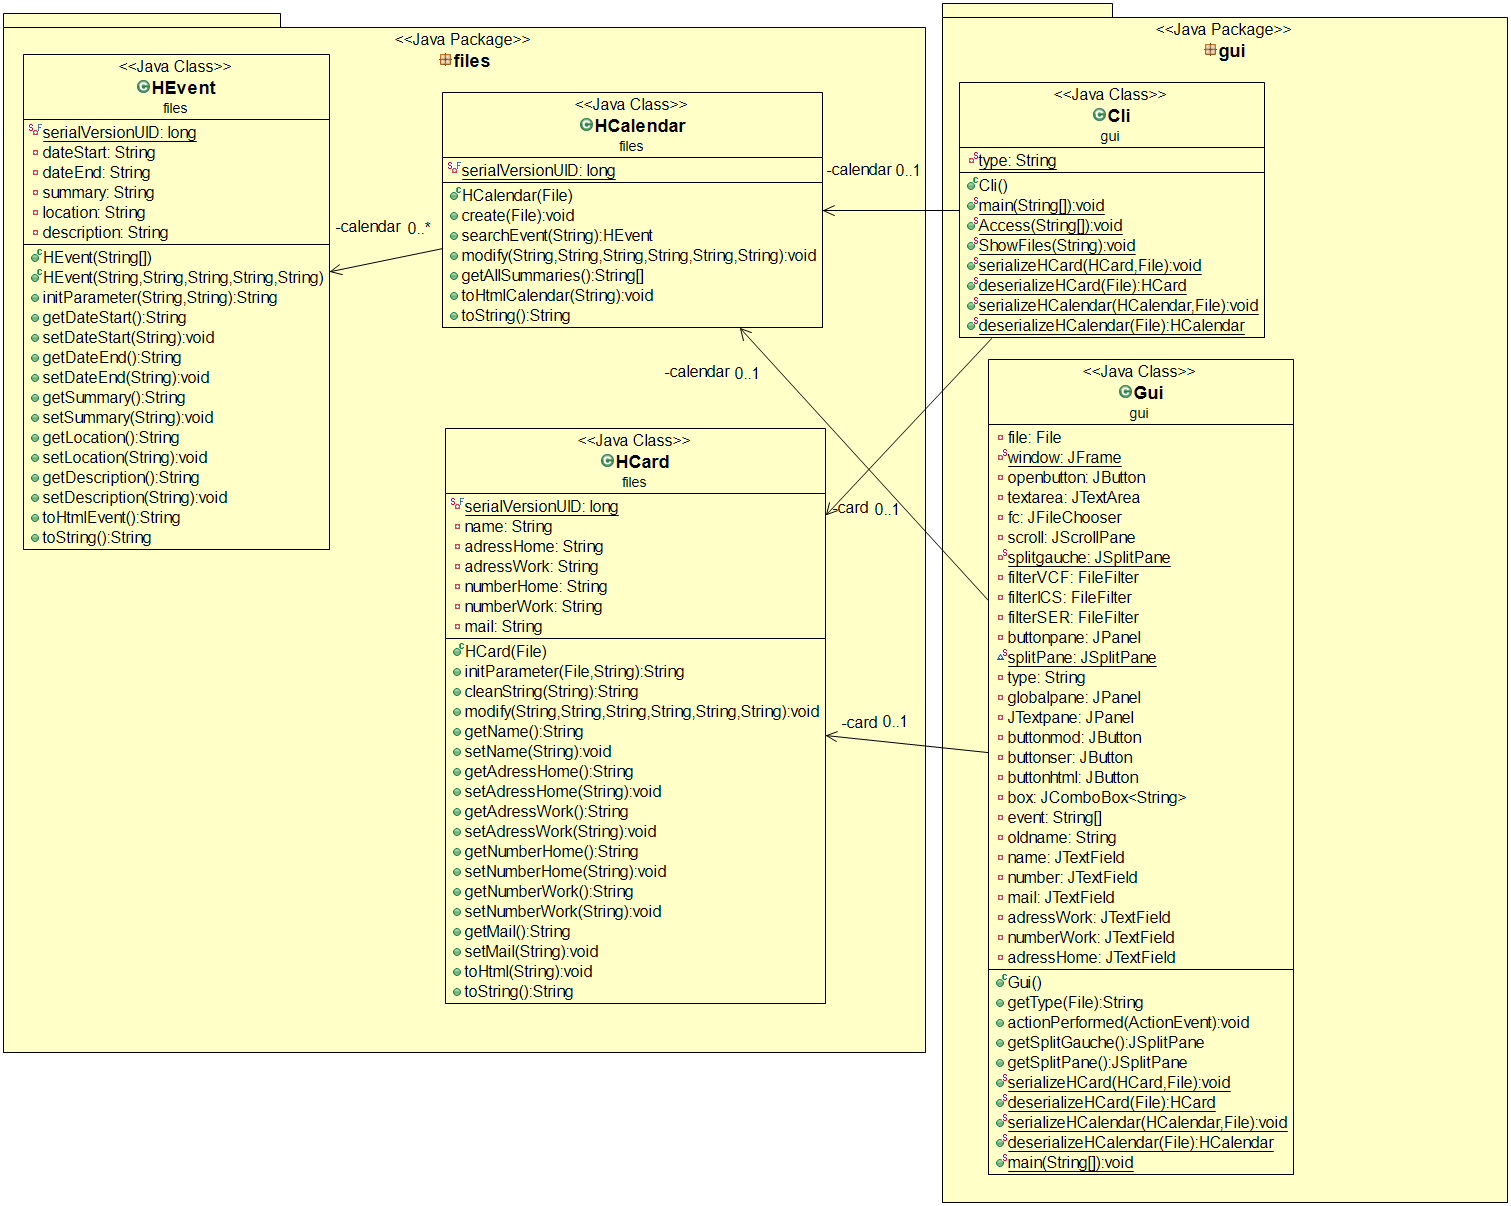 <<Java Package>>
files
<<Java Class>>
HEvent
files
serialVersionUID: long
dateStart: String
dateEnd: String
summary: String
location: String
description: String
HEvent(String[])
HEvent(String,String,String,String,String)
initParameter(String,String):String
getDateStart():String
setDateStart(String):void
getDateEnd():String
setDateEnd(String):void
getSummary():String
setSummary(String):void
getLocation():String
setLocation(String):void
getDescription():String
setDescription(String):void
toHtmlEvent():String
toString():String
-calendar 0..*
<<Java Class>>
HCalendar
files
serialVersionUID: long
HCalendar(File)
create(File):void
searchEvent(String):HEvent
modify(String,String,String,String,String,String):void
getAllSummaries():String[]
toHtmlCalendar(String):void
toString():String
-calendar 0..1
-calendar 0..1
<<Java Class>>
HCard
files
serialVersionUID: long
name: String
adressHome: String
adressWork: String
numberHome: String
numberWork: String
mail: String
HCard(File)
initParameter(File,String):String
cleanString(String):String
modify(String,String,String,String,String,String):void
getName():String
setName(String):void
getAdressHome():String
setAdressHome(String):void
getAdressWork():String
setAdressWork(String):void
getNumberHome():String
setNumberHome(String):void
getNumberWork():String
setNumberWork(String):void
getMail():String
setMail(String):void
toHtml(String):void
toString():String
-card 0..1
-card 0..1
<<Java Package>>
gui
<<Java Class>>
Cli
gui
type: String
Cli()
main(String[]):void
Access(String[]):void
ShowFiles(String):void
serializeHCard(HCard,File):void
deserializeHCard(File):HCard
serializeHCalendar(HCalendar,File):void
deserializeHCalendar(File):HCalendar
<<Java Class>>
Gui
gui
file: File
window: JFrame
openbutton: JButton
textarea: JTextArea
fc: JFileChooser
scroll: JScrollPane
splitgauche: JSplitPane
filterVCF: FileFilter
filterICS: FileFilter
filterSER: FileFilter
buttonpane: JPanel
splitPane: JSplitPane
type: String
globalpane: JPanel
JTextpane: JPanel
buttonmod: JButton
buttonser: JButton
buttonhtml: JButton
box: JComboBox<String>
event: String[]
oldname: String
name: JTextField
number: JTextField
mail: JTextField
adressWork: JTextField
numberWork: JTextField
adressHome: JTextField
Gui()
getType(File):String
actionPerformed(ActionEvent):void
getSplitGauche():JSplitPane
getSplitPane():JSplitPane
serializeHCard(HCard,File):void
deserializeHCard(File):HCard
serializeHCalendar(HCalendar,File):void
deserializeHCalendar(File):HCalendar
main(String[]):void